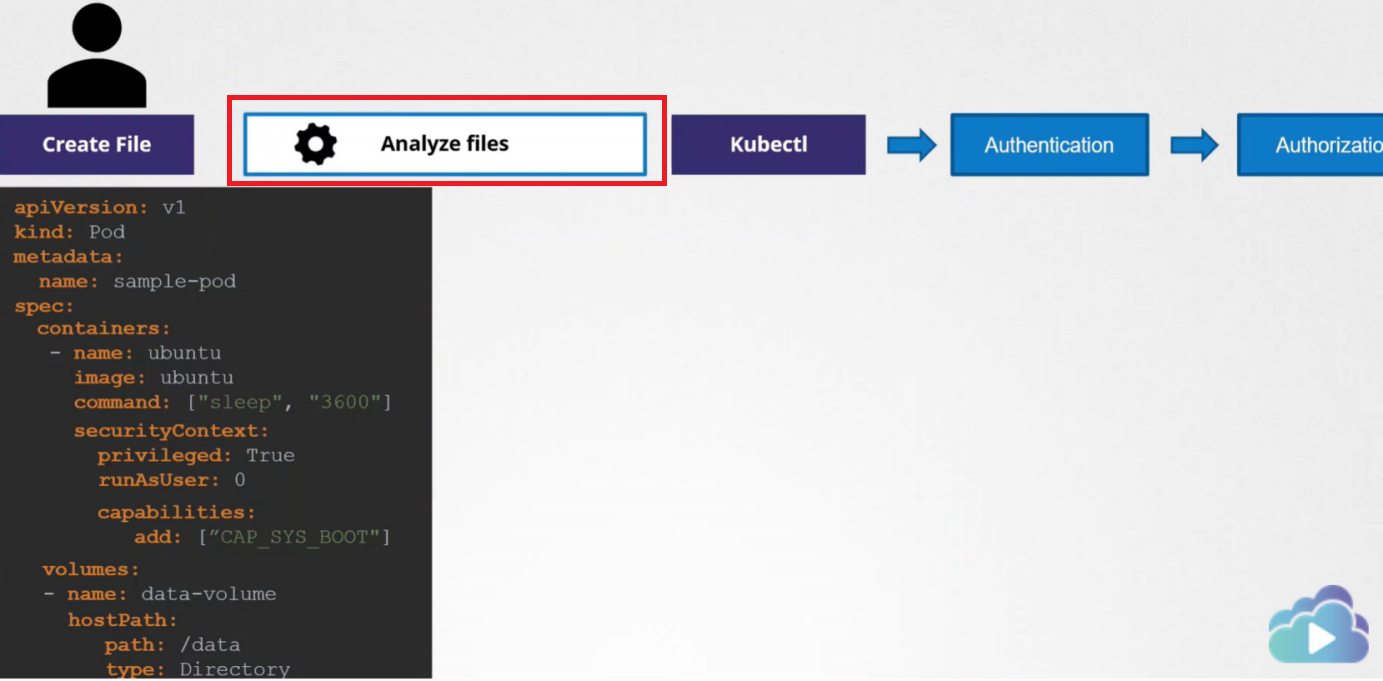 Create File
Analyze files
Kubectl
Authentication
Authorizatio
apiVersion: v1
kind: Pod
metadata:
name: sample-pod
spec:
containers:
- name: ubuntu
image: ubuntu
command: ["sleep", "3600"]
securityContext:
privileged: True
runAsUser: 0
capabilities:
add: [”CAP_SYS_BOOT"]
volumes:
- name: data-volume
hostPath:
path: /data
type: Directory